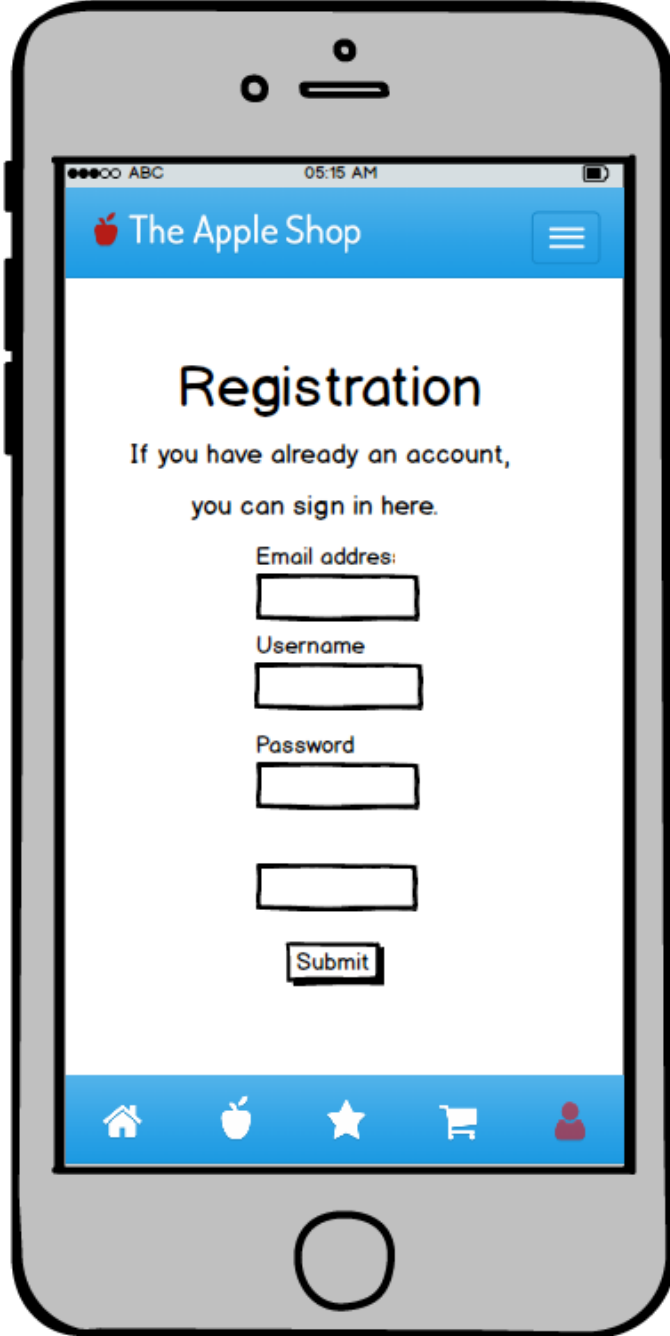 ABC 05:15 AM
The Apple Shop
Registration
If you have already an account,
you can sign in here.
Email addres
Username
Password
Submit